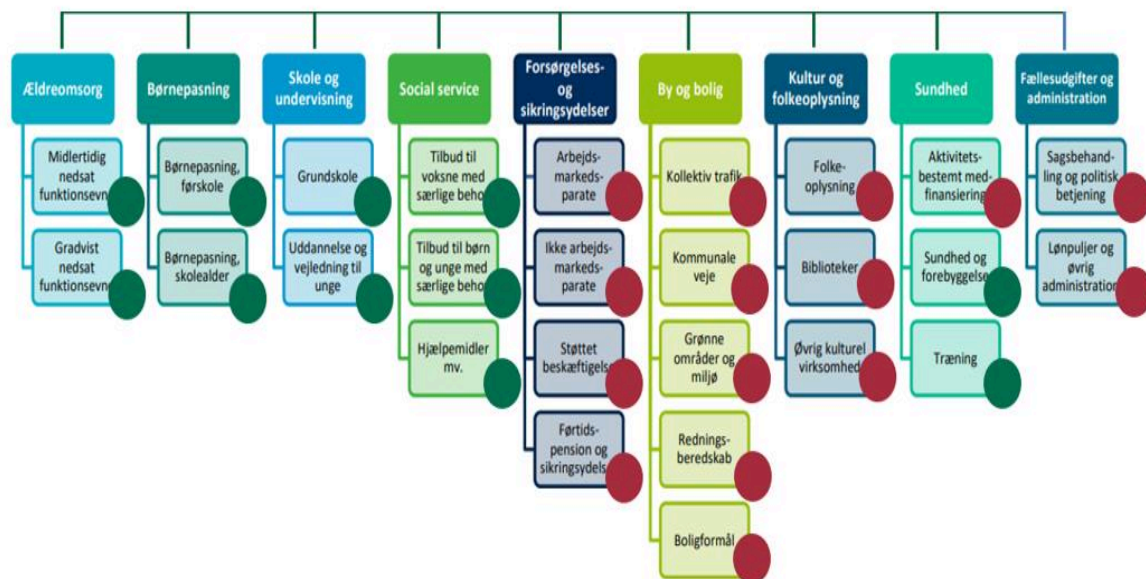 Ældreomsorg
Midlertidig
nedsat
funktionsevne
Gradvist
nedsat
funktionsevne
Børnepasning
Børnepasning,
førskole
Børnepasning,
skolealder
Skole og
undervisning
Grundskole
Uddannelse og
vejledning til
unge
Social service
Tilbud til
voksne med
særlige behov
Tilbud til børn
og unge med
særlige behov
Hjælpemidler
mv.
Forsørgelses-
og
sikringsydelser
Arbejds-
markeds-
parate
Ikke arbejds-
markeds-
parate
Støttet
beskæftigelse
Førtids-
pension og
sikringsydelser
By og bolig
Kollektiv trafik
Kommunale
veje
Grønne
områder og
miljø
Rednings-
beredskab
Boligformål
Kultur og
folkeoplysning
Folke-
oplysning
Biblioteker
Øvrig kulturel
virksomhed
Sundhed
Aktivitets-
bestemt med-
finansiering
Sundhed og
forebyggelse
Træning
Fællesudgifter og
administration
Sagsbehand-
ling og politisk
betjening
Lønpuljer og
øvrig
administration